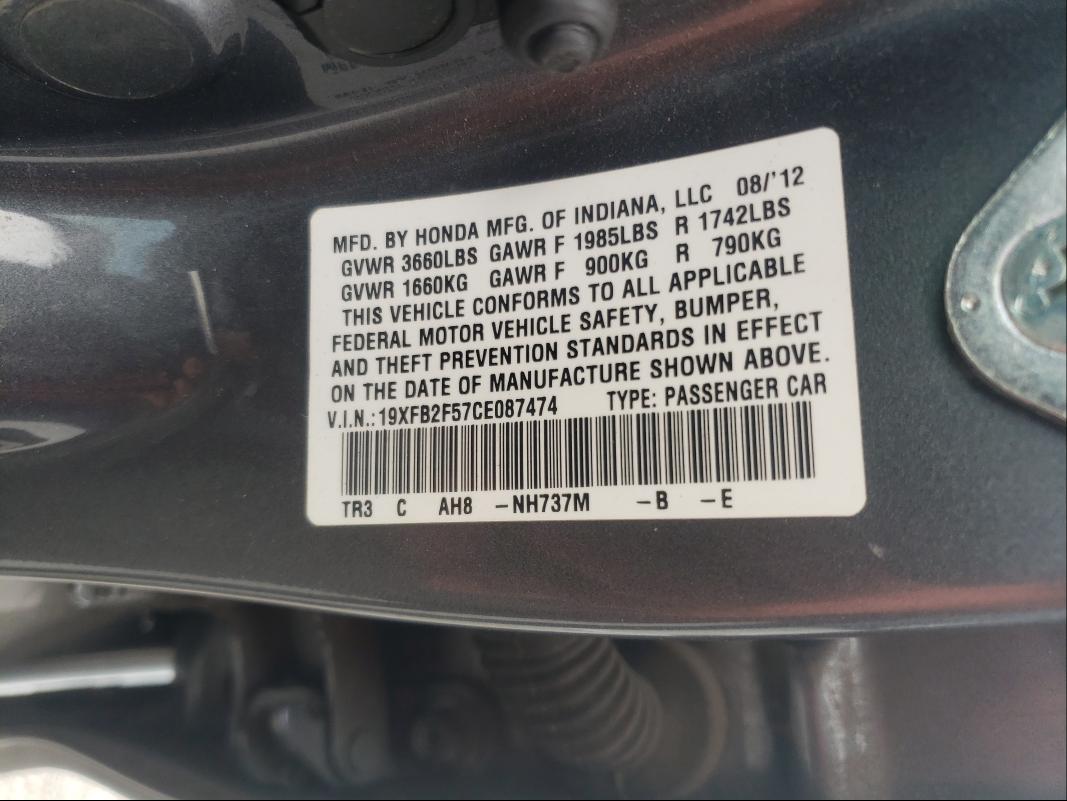 MFD. BY HONDA MFG. OF INDIANA, LLC 08/'12
GVWR 3660LBS GAWR F 1985LBS R 1742LBS
GVWR 1660KG GAWR F 900KG R 790KG
THIS VEHICLE CONFORMS TO ALL APPLICABLE
FEDERAL MOTOR VEHICLE SAFETY, BUMPER,
AND THEFT PREVENTION STANDARDS IN EFFECT
ON THE DATE OF MANUFACTURE SHOWN ABOVE.
V.I.N.: 19XFB2F57CE087474 TYPE: PASSENGER CAR
TR3 C AH8 -NH737M -B -E